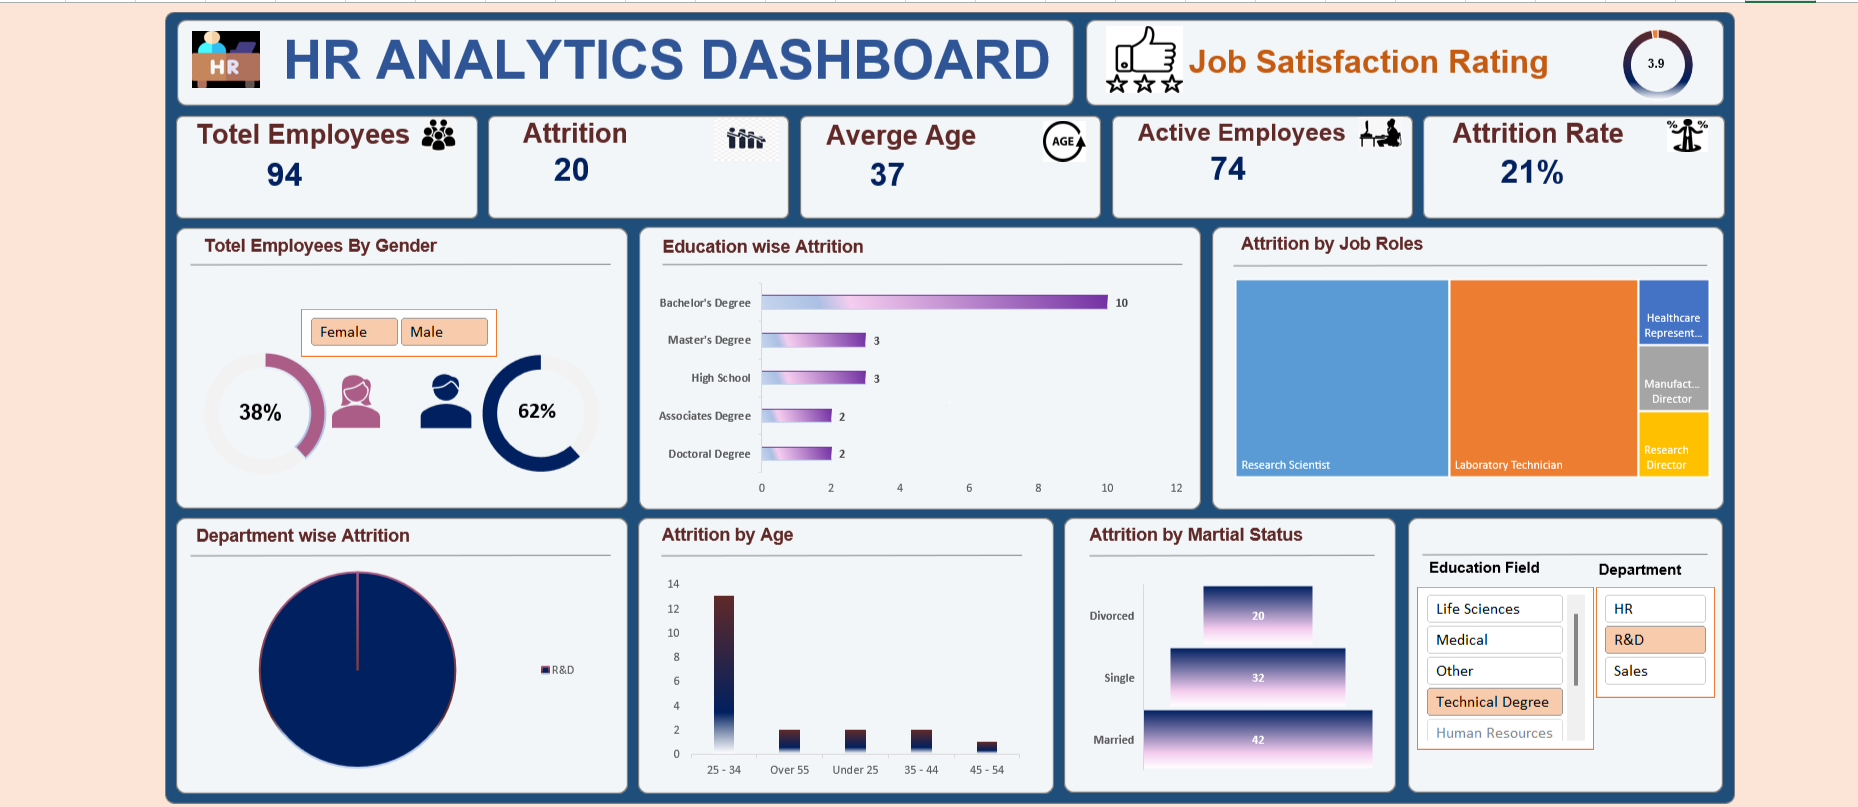 HR
HR ANALYTICS DASHBOARD
Job Satisfaction Rating
3.9
Totel Employees
94
Attrition
20
Averge Age
AGE
37
Active Employees
74
Attrition Rate
% %
21%
Totel Employees By Gender
Female
Male
38%
62%
Education wise Attrition
Bachelor's Degree
10
Master's Degree
3
High School
3
Associates Degree
2
Doctoral Degree
2
0 2 4 6 8 10 12
Attrition by Job Roles
Research Scientist
Laboratory Technician
Healthcare
Represent...
Manufact...
Director
Research
Director
Department wise Attrition
R&D
Attrition by Age
14
12
10
8
6
4
2
0
25 - 34 Over 55 Under 25 35 - 44 45 - 54
Attrition by Martial Status
Divorced
20
Single
32
Married
42
Education Field
Life Sciences
Medical
Other
Technical Degree
Human Resources
Department
HR
R&D
Sales